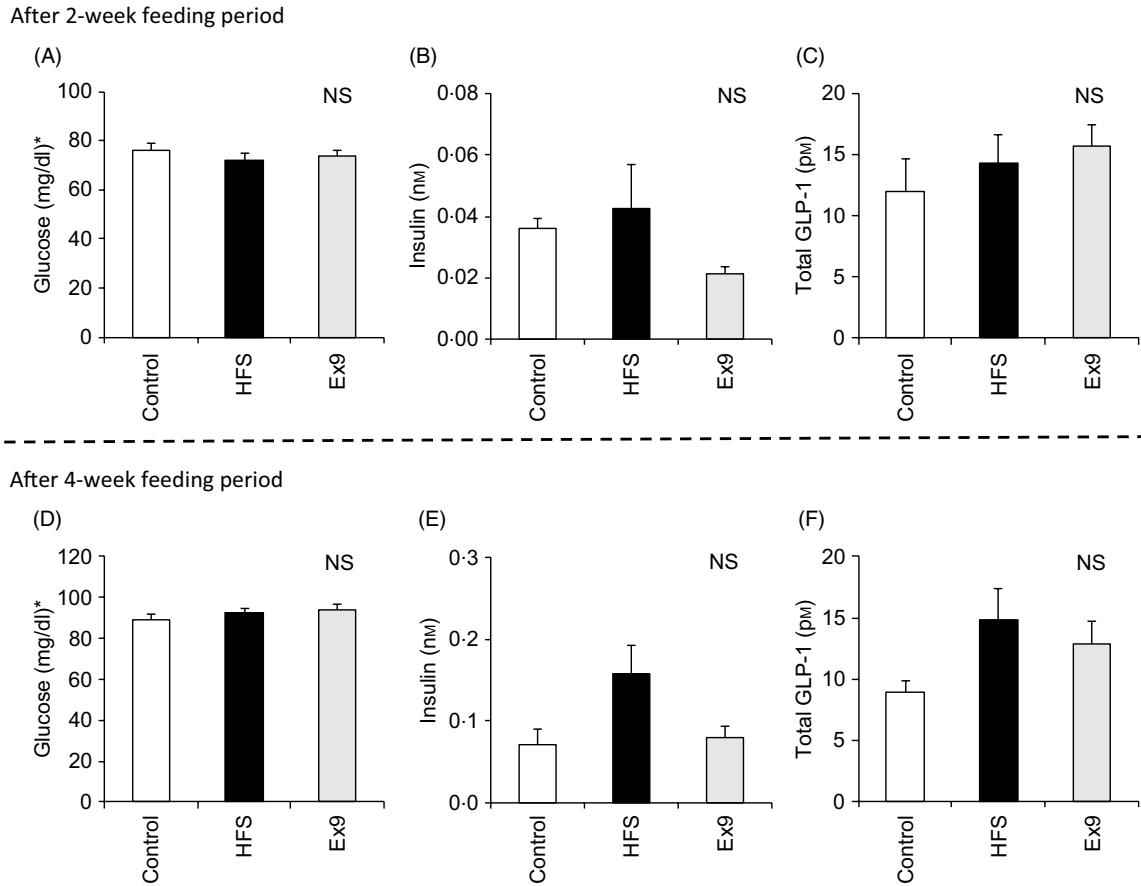 After 2-week feeding period
(A)
Glucose (mg/dl)*
100
80
60
40
20
0
NS
Control
HFS
Ex9
(B)
Insulin (nM)
0·08
0·06
0·04
0·02
0·00
NS
Control
HFS
Ex9
(C)
Total GLP-1 (pM)
20
15
10
5
0
NS
Control
HFS
Ex9
After 4-week feeding period
(D)
Glucose (mg/dl)*
120
100
80
60
40
20
0
NS
Control
HFS
Ex9
(E)
Insulin (nM)
0·3
0·2
0·1
0·0
NS
Control
HFS
Ex9
(F)
Total GLP-1 (pM)
20
15
10
5
0
NS
Control
HFS
Ex9